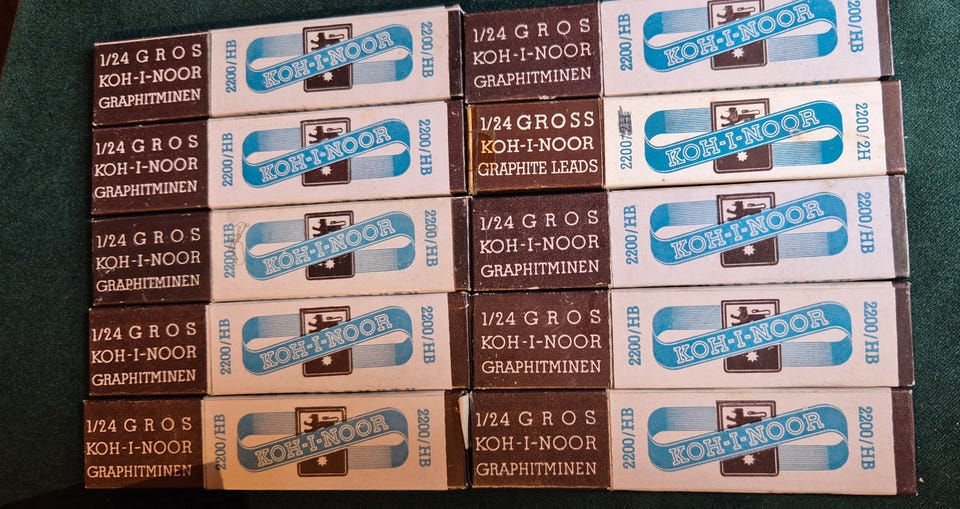 1/24 GROS
KOH-I-NOOR
GRAPHITMINEN
2200/HB
KOH-I-NOOR
2200/HB
1/24 GROS
KOH-I-NOOR
GRAPHITMINEN
2200/HB
KOH-I-NOOR
2200/HB
1/24 GROS
KOH-I-NOOR
GRAPHITMINEN
2200/HB
KOH-I-NOOR
2200/HB
1/24 GROS
KOH-I-NOOR
GRAPHITMINEN
2200/HB
KOH-I-NOOR
2200/HB
1/24 GROS
KOH-I-NOOR
GRAPHITMINEN
2200/HB
KOH-I-NOOR
2200/HB
1/24 GROS
KOH-I-NOOR
GRAPHITMINEN
2200/HB
KOH-I-NOOR
2200/HB
1/24 GROSS
KOH-I-NOOR
GRAPHITE LEADS
2200/
KOH-I-NOOR
2200/2H
1/24 GROS
KOH-I-NOOR
GRAPHITMINEN
2200/HB
KOH-I-NOOR
2200/HB
1/24 GROS
KOH-I-NOOR
GRAPHITMINEN
2200/HB
KOH-I-NOOR
2200/HB
1/24 GROS
KOH-I-NOOR
GRAPHITMINEN
2200/HB
KOH-I-NOOR
2200/HB